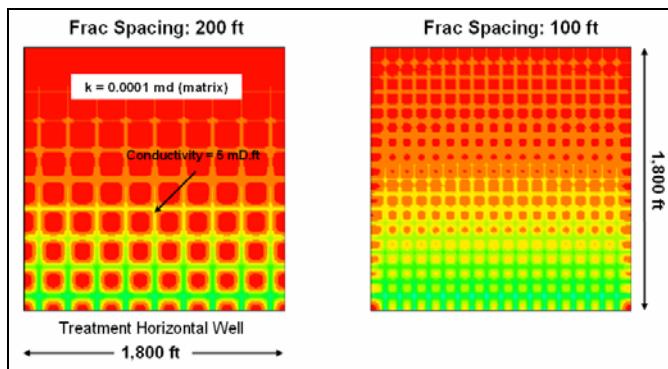 Frac Spacing: 200 ft
Frac Spacing: 100 ft
k = 0.0001 md (matrix)
Conductivity = 5 mD.ft
1,800 ft
Treatment Horizontal Well
1,800 ft